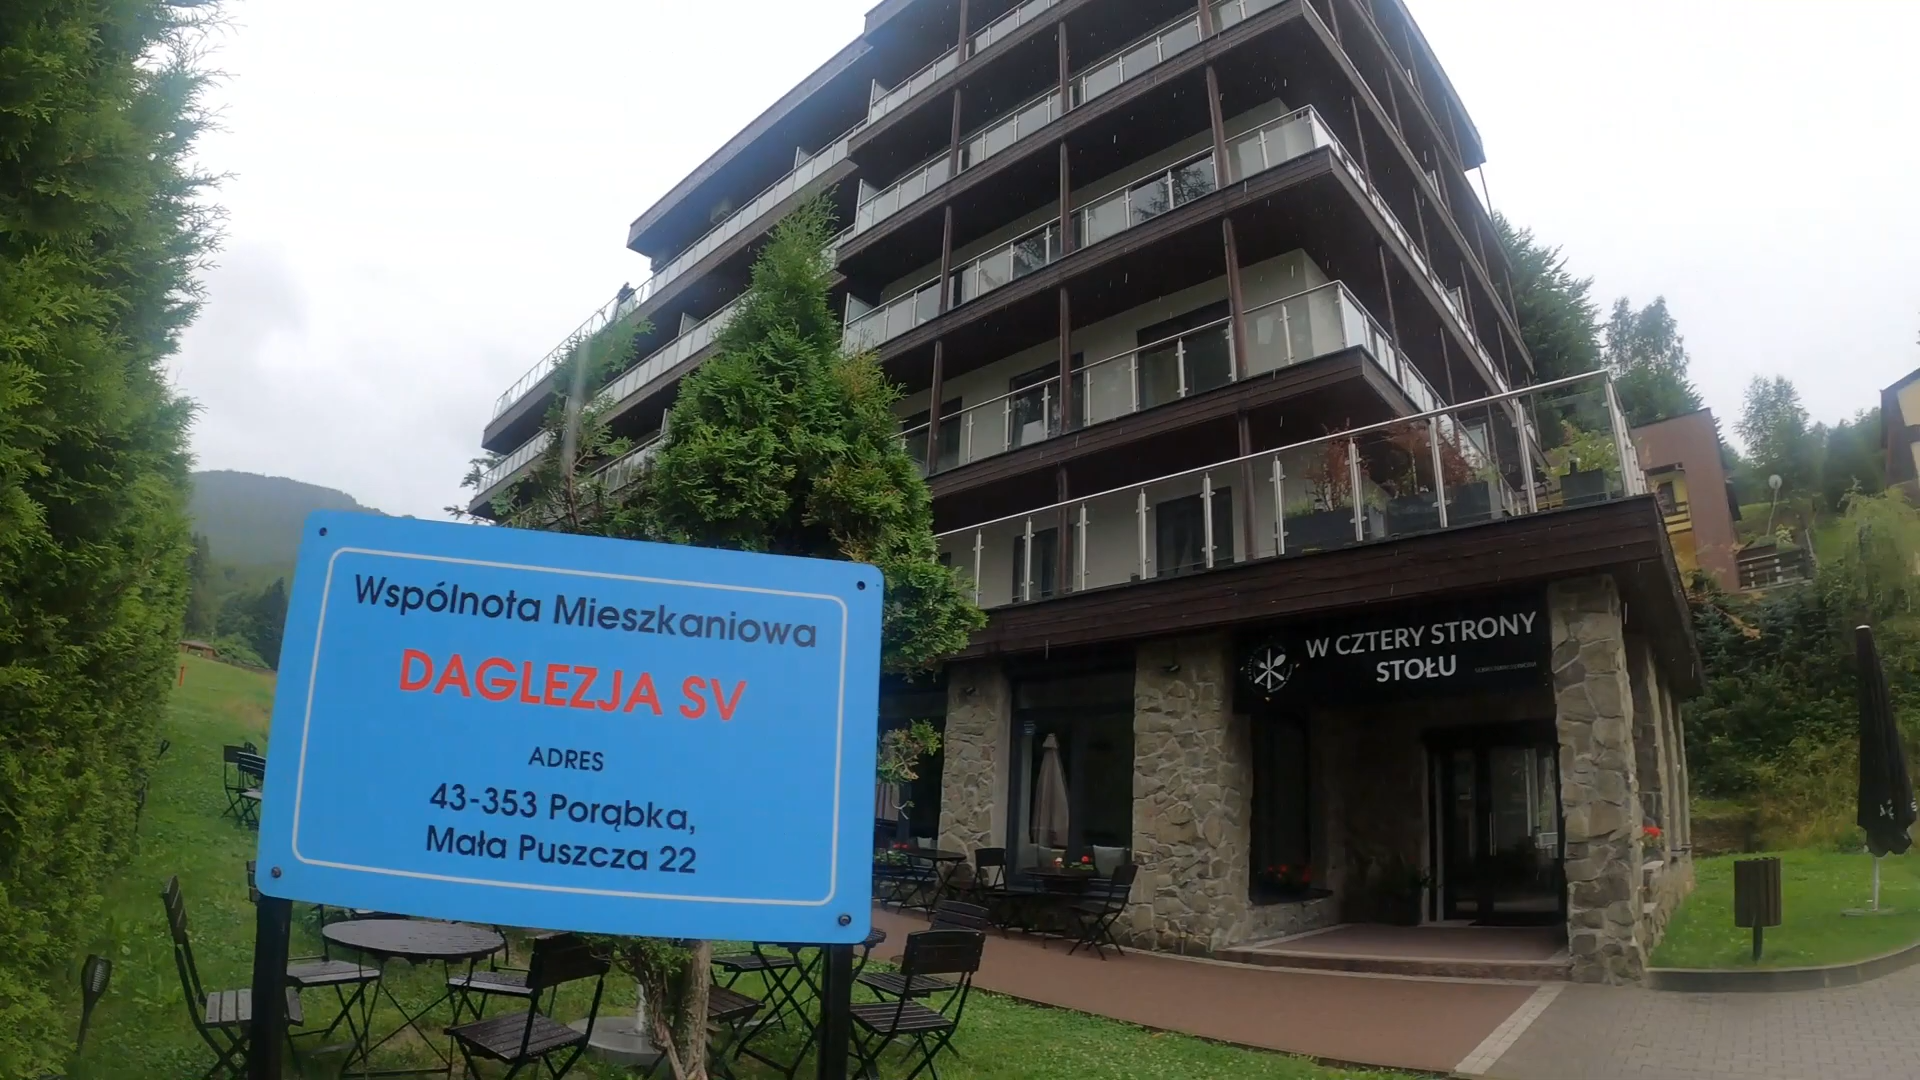 Wspólnota Mieszkaniowa
DAGLEZJA SV
ADRES
43-353 Porąbka,
Mała Puszcza 22
W CZTERY STRONY
STOŁU